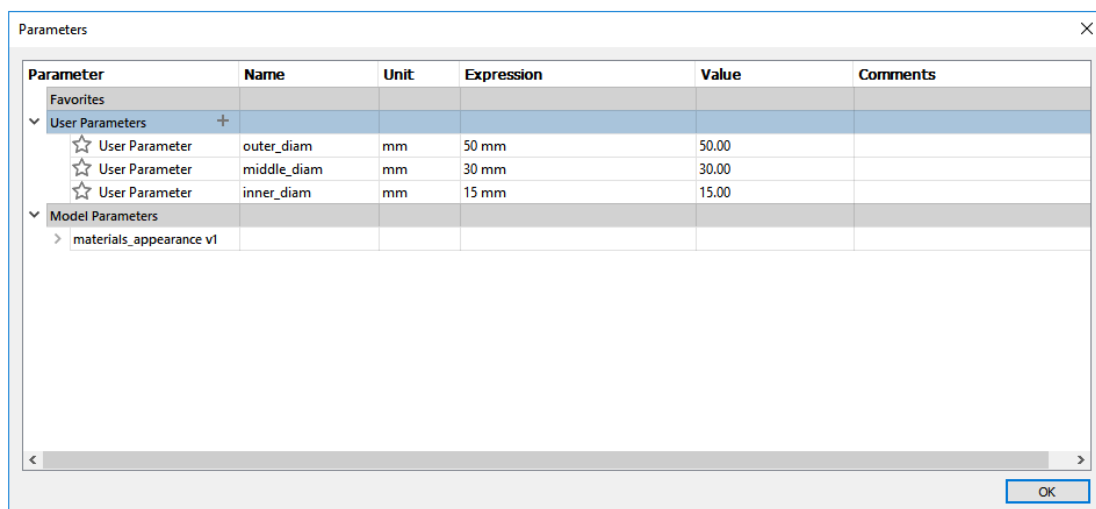 Parameters
Parameter Name Unit Expression Value Comments
Favorites
User Parameters +
User Parameter outer_diam mm 50 mm 50.00
User Parameter middle_diam mm 30 mm 30.00
User Parameter inner_diam mm 15 mm 15.00
Model Parameters
materials_appearance v1
OK